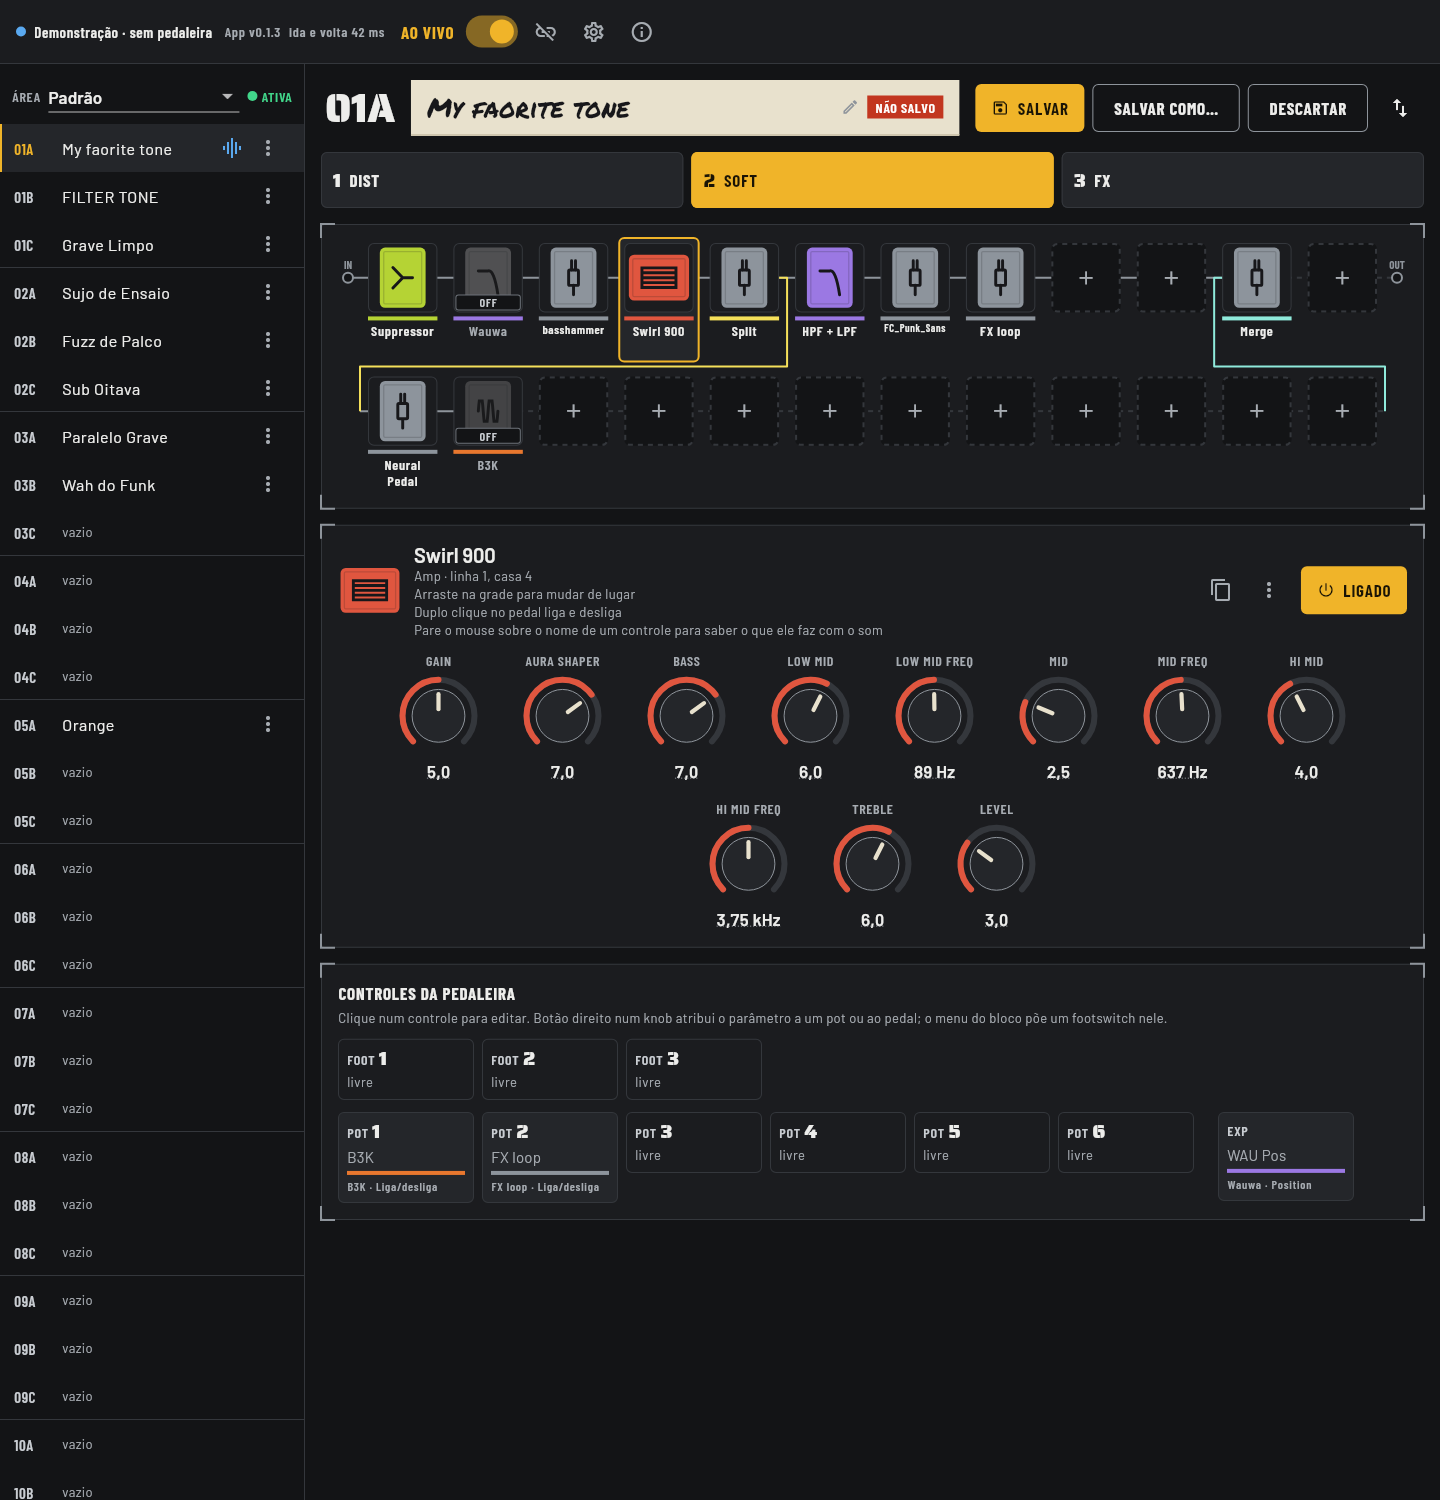 Demonstração · sem pedaleira App v0.1.3 Ida e volta 42 ms AO VIVO
ÁREA Padrão ATIVA
01A My faorite tone
01B FILTER TONE
01C Grave Limpo
02A Sujo de Ensaio
02B Fuzz de Palco
02C Sub Oitava
03A Paralelo Grave
03B Wah do Funk
03C vazio
04A vazio
04B vazio
04C vazio
05A Orange
05B vazio
05C vazio
06A vazio
06B vazio
06C vazio
07A vazio
07B vazio
07C vazio
08A vazio
08B vazio
08C vazio
09A vazio
09B vazio
09C vazio
10A vazio
10B vazio
01A My faorite tone NÃO SALVO SALVAR SALVAR COMO... DESCARTAR
1 DIST 2 SOFT 3 FX
IN OUT
OFF
Suppressor Wauwa basshammer Swirl 900 Split HPF + LPF FC_Punk_Sans FX loop Merge
OFF
Neural Pedal B3K
Swirl 900
Amp · linha 1, casa 4
Arraste na grade para mudar de lugar
Duplo clique no pedal liga e desliga
Pare o mouse sobre o nome de um controle para saber o que ele faz com o som
LIGADO
GAIN AURA SHAPER BASS LOW MID LOW MID FREQ MID MID FREQ HI MID
5,0 7,0 7,0 6,0 89 Hz 2,5 637 Hz 4,0
HI MID FREQ TREBLE LEVEL
3,75 kHz 6,0 3,0
CONTROLES DA PEDALEIRA
Clique num controle para editar. Botão direito num knob atribui o parâmetro a um pot ou ao pedal; o menu do bloco põe um footswitch nele.
FOOT 1 FOOT 2 FOOT 3
livre livre livre
POT 1 POT 2 POT 3 POT 4 POT 5 POT 6 EXP
B3K FX loop livre livre livre livre WAU Pos
B3K · Liga/desliga FX loop · Liga/desliga Wauwa · Position